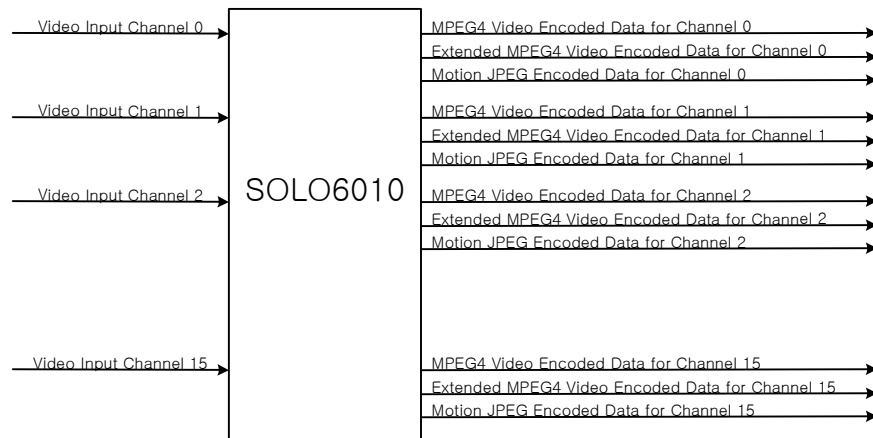 Video Input Channel 0
MPEG4 Video Encoded Data for Channel 0
Extended MPEG4 Video Encoded Data for Channel 0
Motion JPEG Encoded Data for Channel 0
Video Input Channel 1
MPEG4 Video Encoded Data for Channel 1
Extended MPEG4 Video Encoded Data for Channel 1
Motion JPEG Encoded Data for Channel 1
Video Input Channel 2
SOLO6010
MPEG4 Video Encoded Data for Channel 2
Extended MPEG4 Video Encoded Data for Channel 2
Motion JPEG Encoded Data for Channel 2
Video Input Channel 15
MPEG4 Video Encoded Data for Channel 15
Extended MPEG4 Video Encoded Data for Channel 15
Motion JPEG Encoded Data for Channel 15